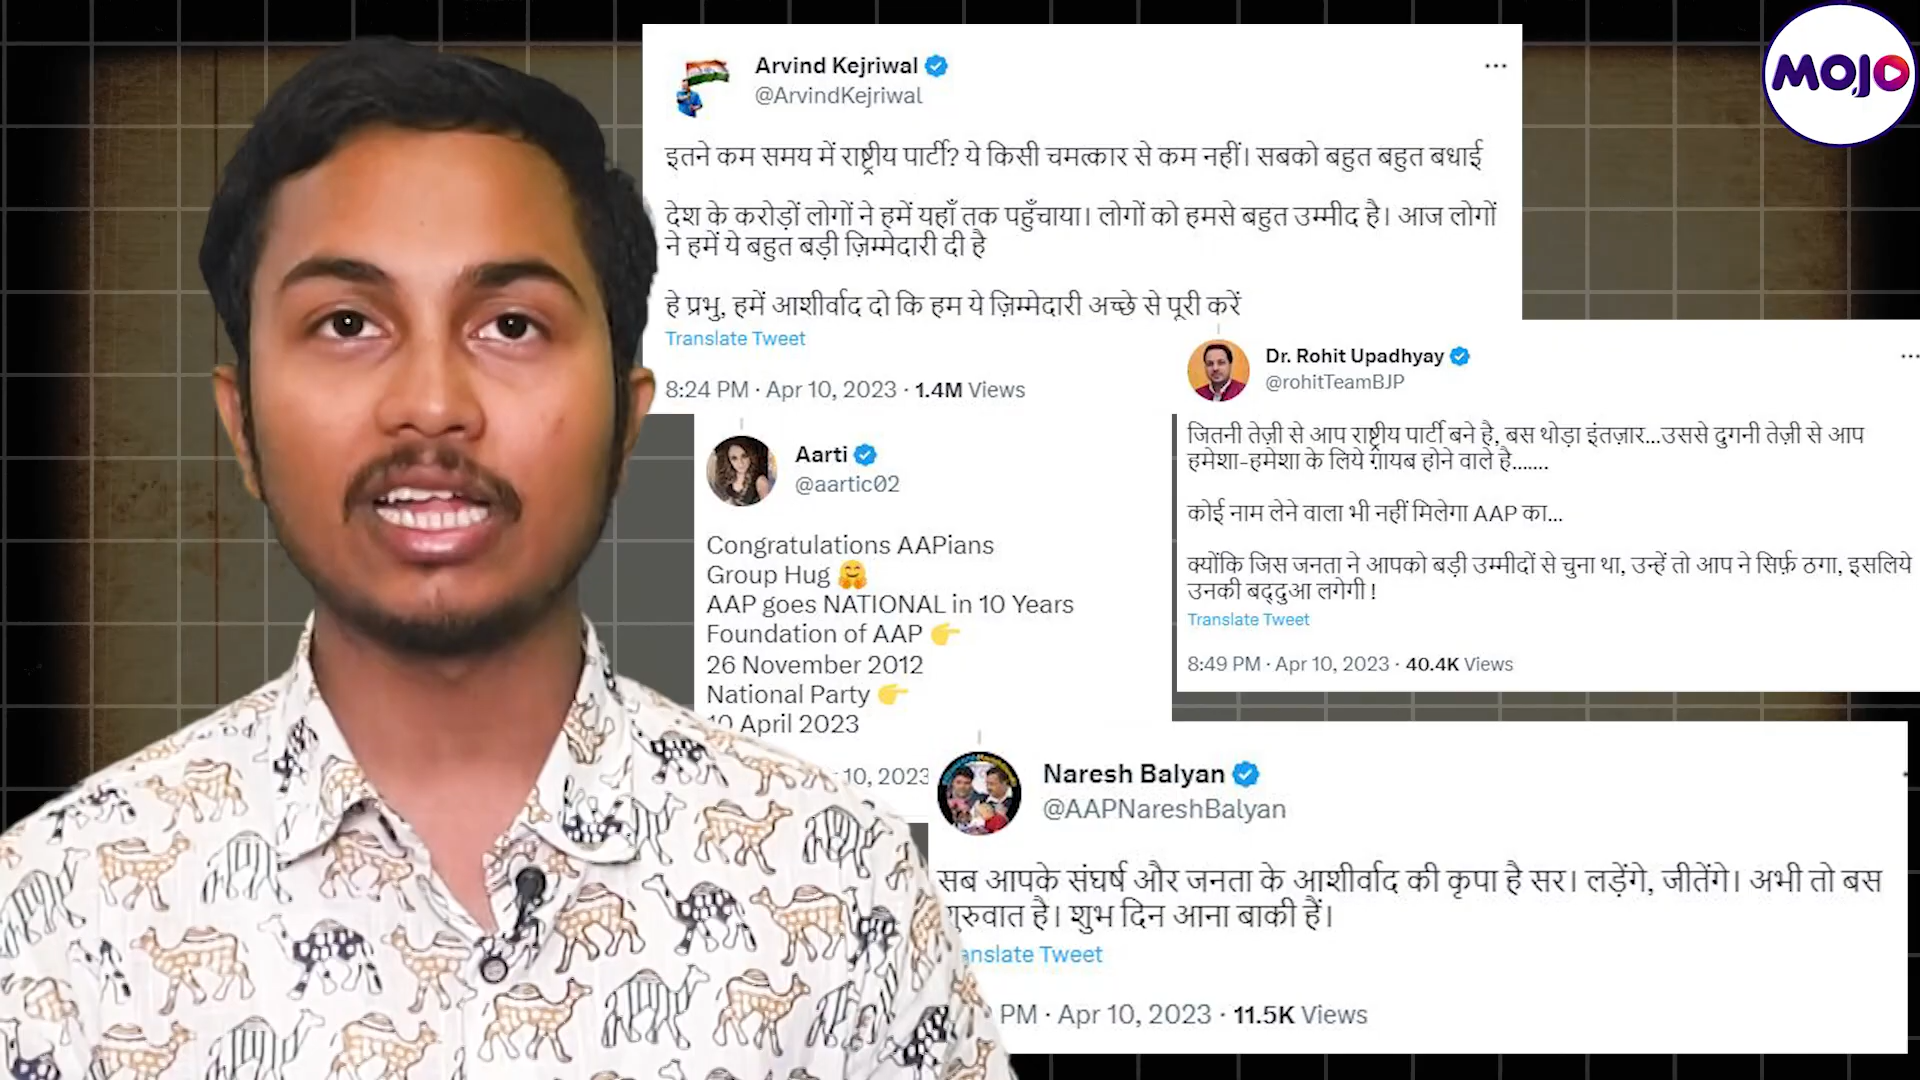 MOJO
Arvind Kejriwal
@ArvindKejriwal
इतने कम समय में राष्ट्रीय पार्टी? ये किसी चमत्कार से कम नहीं। सबको बहुत बहुत बधाई
देश के करोड़ों लोगों ने हमें यहाँ तक पहुँचाया। लोगों को हमसे बहुत उम्मीद है। आज लोगों
ने हमें ये बहुत बड़ी ज़िम्मेदारी दी है
हे प्रभु, हमें आशीर्वाद दो कि हम ये ज़िम्मेदारी अच्छे से पूरी करें
Translate Tweet
8:24 PM · Apr 10, 2023 · 1.4M Views
Dr. Rohit Upadhyay
@rohitTeamBJP
जितनी तेज़ी से आप राष्ट्रीय पार्टी बने है, बस थोड़ा इंतज़ार...उससे दुगनी तेज़ी से आप
हमेशा-हमेशा के लिये ग़ायब होने वाले है.......
कोई नाम लेने वाला भी नहीं मिलेगा AAP का...
क्योंकि जिस जनता ने आपको बड़ी उम्मीदों से चुना था, उन्हें तो आप ने सिर्फ़ ठगा, इसलिये
उनकी बद्दुआ लगेगी !
Translate Tweet
8:49 PM · Apr 10, 2023 · 40.4K Views
Aarti
@aartic02
Congratulations AAPians
Group Hug 🤗
AAP goes NATIONAL in 10 Years
Foundation of AAP 👉
26 November 2012
National Party 👉
10 April 2023
10, 2023
Naresh Balyan
@AAPNareshBalyan
सब आपके संघर्ष और जनता के आशीर्वाद की कृपा है सर। लड़ेंगे, जीतेंगे। अभी तो बस
शुरुवात है। शुभ दिन आना बाकी हैं।
anslate Tweet
PM · Apr 10, 2023 · 11.5K Views